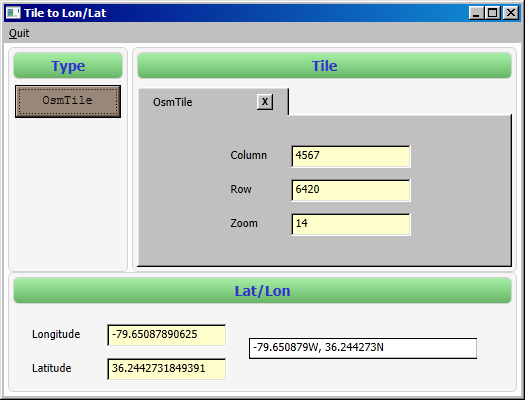 Tile to Lon/Lat
Quit
Type
Tile
OsmTile
OsmTile X
Column 4567
Row 6420
Zoom 14
Lat/Lon
Longitude -79.65087890625
-79.650879W, 36.244273N
Latitude 36.2442731849391